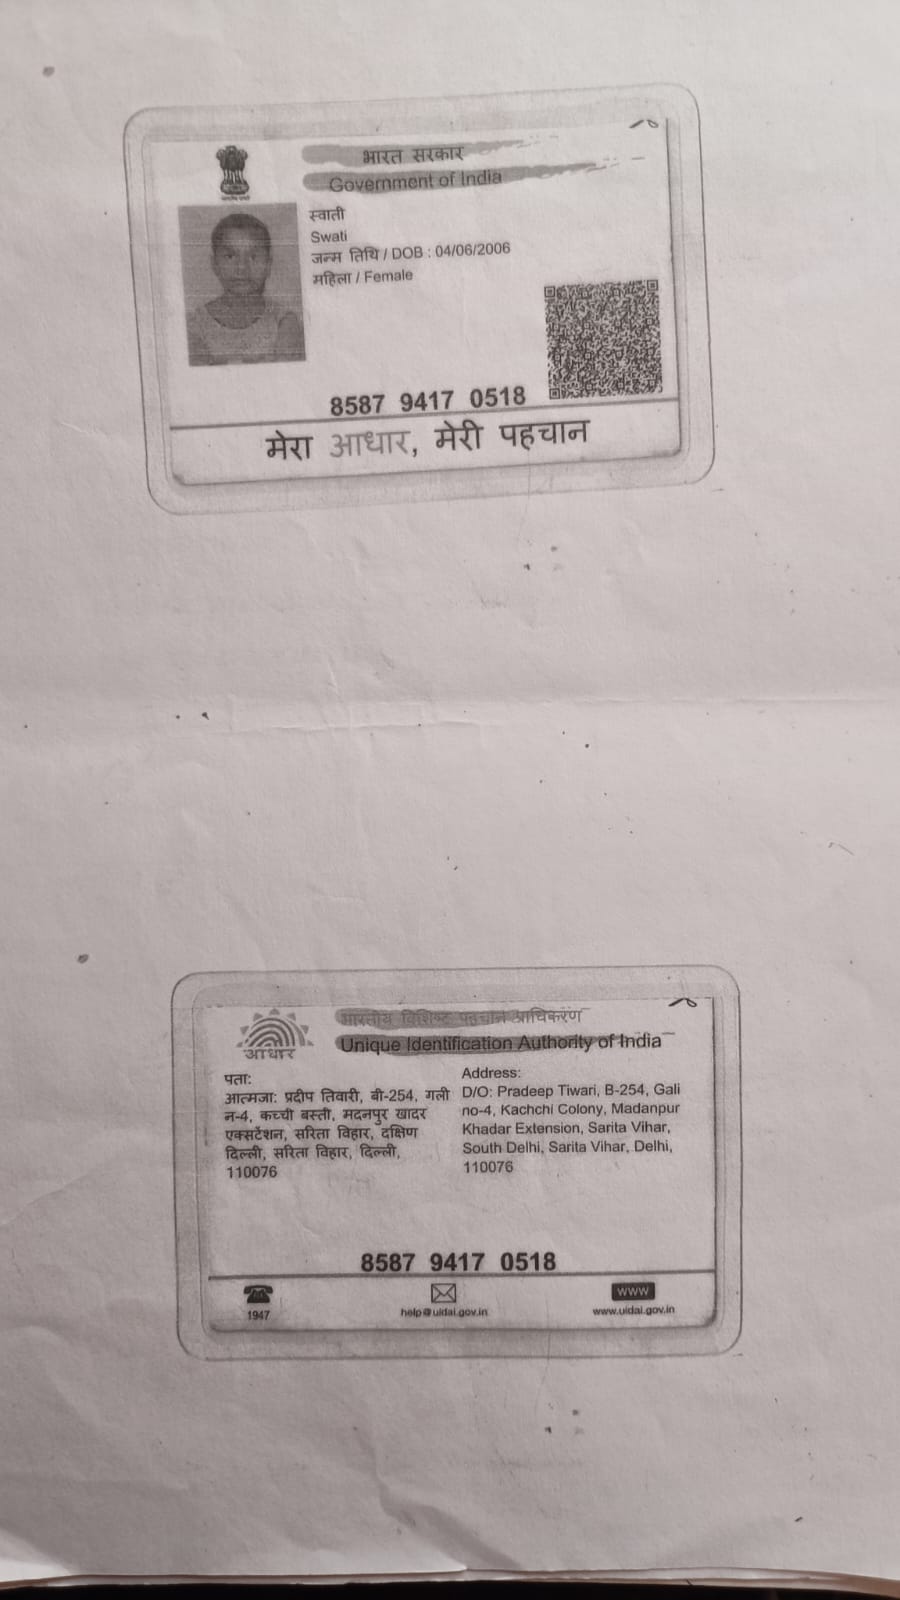 भारत सरकार
Government of India
स्वाती
Swati
जन्म तिथि / DOB : 04/06/2006
महिला / Female
8587 9417 0518
मेरा आधार, मेरी पहचान
भारतीय विशिष्ट पहचान प्राधिकरण
Unique Identification Authority of India
आधार
पता:
आत्मजा: प्रदीप तिवारी, बी-254, गली
न-4, कच्ची बस्ती, मदनपुर खादर
एक्सटेंशन, सरिता विहार, दक्षिण
दिल्ली, सरिता विहार, दिल्ली,
110076
Address:
D/O: Pradeep Tiwari, B-254, Gali
no-4, Kachchi Colony, Madanpur
Khadar Extension, Sarita Vihar,
South Delhi, Sarita Vihar, Delhi,
110076
8587 9417 0518
1947
help@uidai.gov.in
www
www.uidai.gov.in